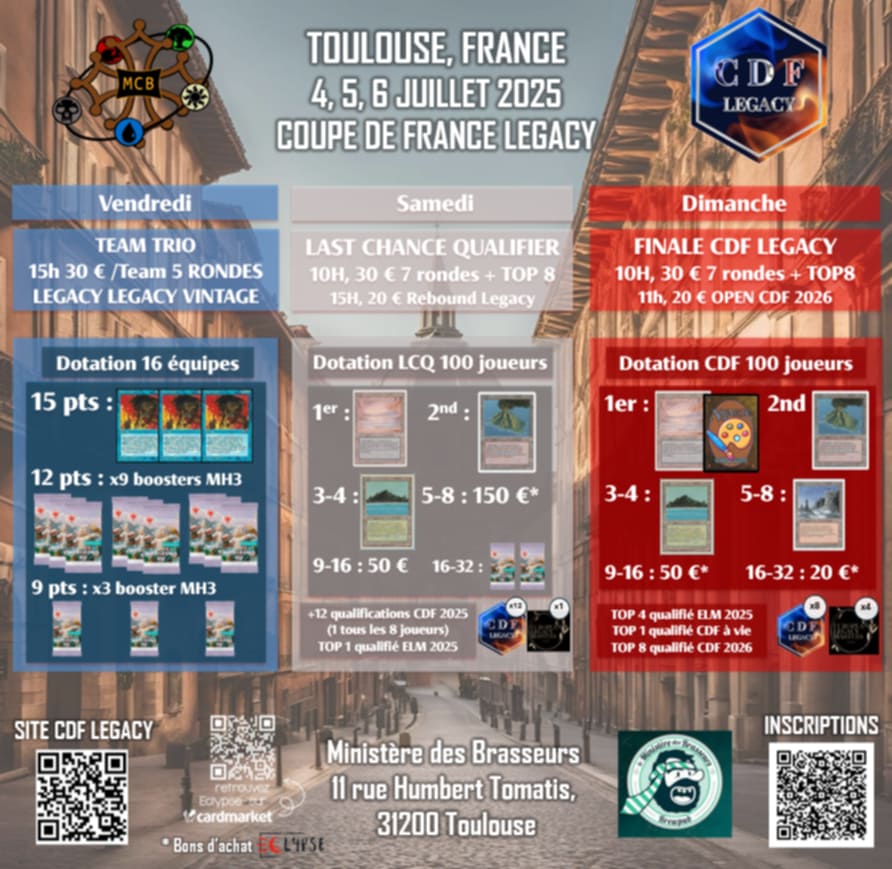 MCB
TOULOUSE, FRANCE
4, 5, 6 JUILLET 2025
COUPE DE FRANCE LEGACY
CDF
LEGACY
Vendredi
TEAM TRIO
15h 30 € /Team 5 RONDES
LEGACY LEGACY VINTAGE
Dotation 16 équipes
15 pts :
12 pts : x9 boosters MH3
9 pts : x3 booster MH3
Samedi
LAST CHANCE QUALIFIER
10H, 30 € 7 rondes + TOP 8
15H, 20 € Rebound Legacy
Dotation LCQ 100 joueurs
1er :
2nd :
3-4 :
5-8 : 150 €*
9-16 : 50 €
16-32 :
+12 qualifications CDF 2025
(1 tous les 8 joueurs)
TOP 1 qualifié ELM 2025
x12
x1
CDF
LEGACY
Dimanche
FINALE CDF LEGACY
10H, 30 € 7 rondes + TOP8
11h, 20 € OPEN CDF 2026
Dotation CDF 100 joueurs
1er :
2nd
3-4 :
5-8 :
9-16 : 50 €*
16-32 : 20 €*
TOP 4 qualifié ELM 2025
TOP 1 qualifié CDF à vie
TOP 8 qualifié CDF 2026
x8
x4
CDF
LEGACY
SITE CDF LEGACY
retrouvez
Eclypse sur
cardmarket
* Bons d'achat ECLYPSE
Ministère des Brasseurs
11 rue Humbert Tomatis,
31200 Toulouse
Ministère des Brasseurs
Brewpub
INSCRIPTIONS